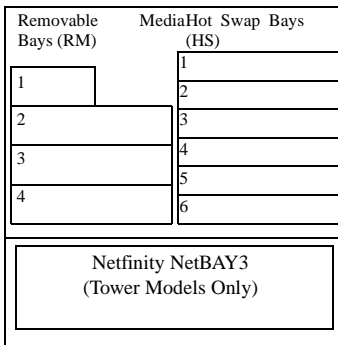 Removable MediaHot Swap Bays
Bays (RM) (HS)
1
2
3
4
1
2
3
4
5
6
Netfinity NetBAY3
(Tower Models Only)